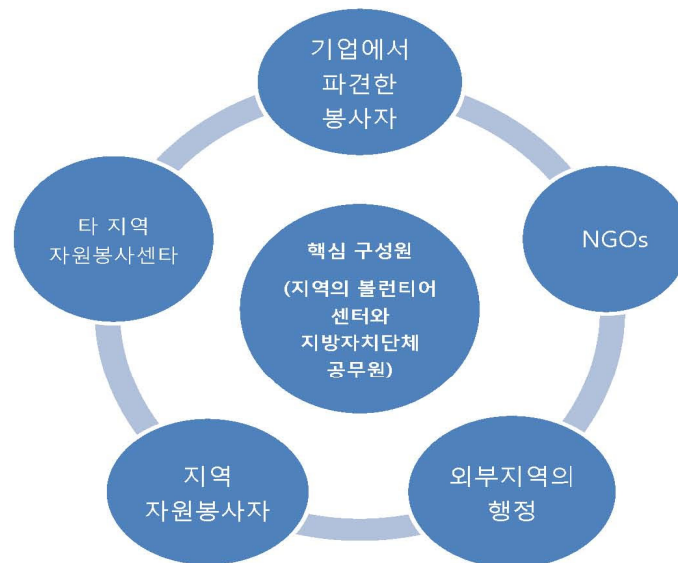 기업에서
파견한
봉사자
타 지역
자원봉사센타
NGOs
핵심 구성원
(지역의 볼런티어
센터와
지방자치단체
공무원)
지역
자원봉사자
외부지역의
행정